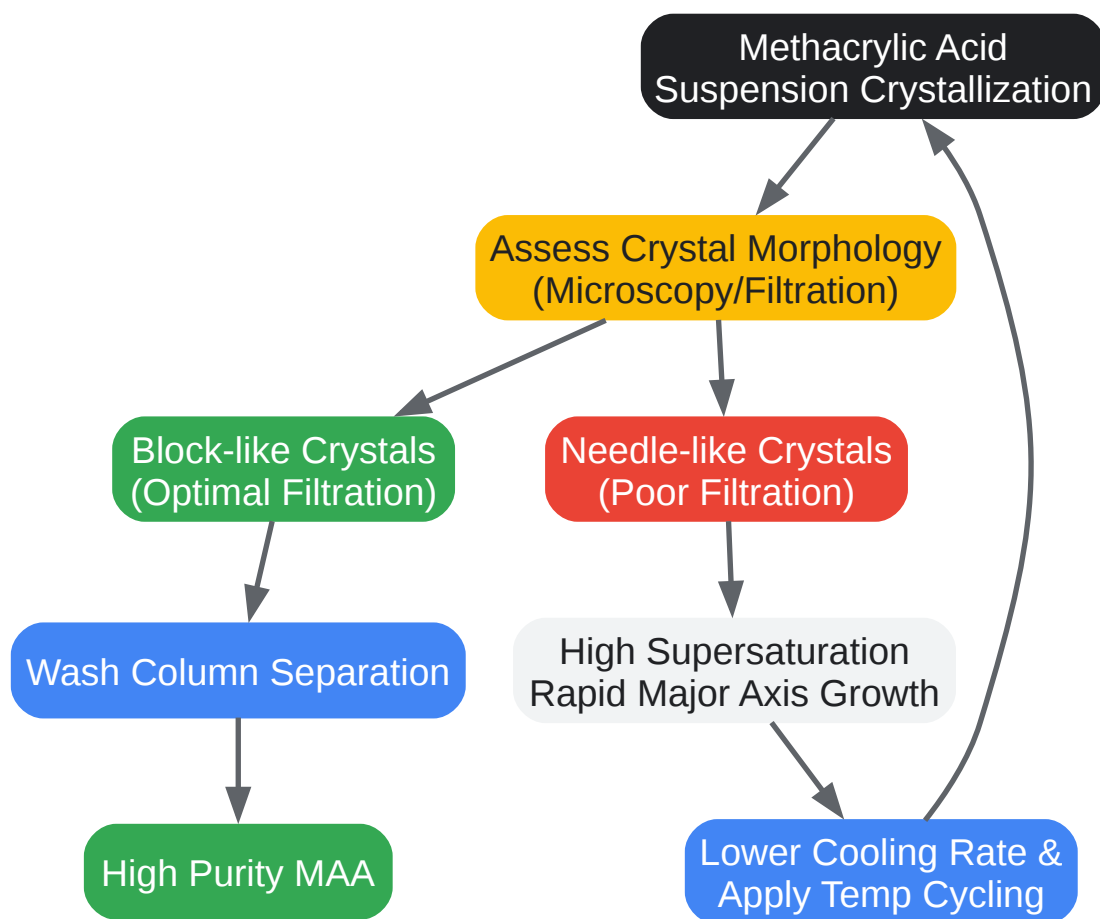 Methacrylic Acid
Suspension Crystallization
Assess Crystal Morphology
(Microscopy/Filtration)
Block-like Crystals
(Optimal Filtration)
Needle-like Crystals
(Poor Filtration)
Wash Column Separation
High Supersaturation
Rapid Major Axis Growth
High Purity MAA
Lower Cooling Rate &
Apply Temp Cycling